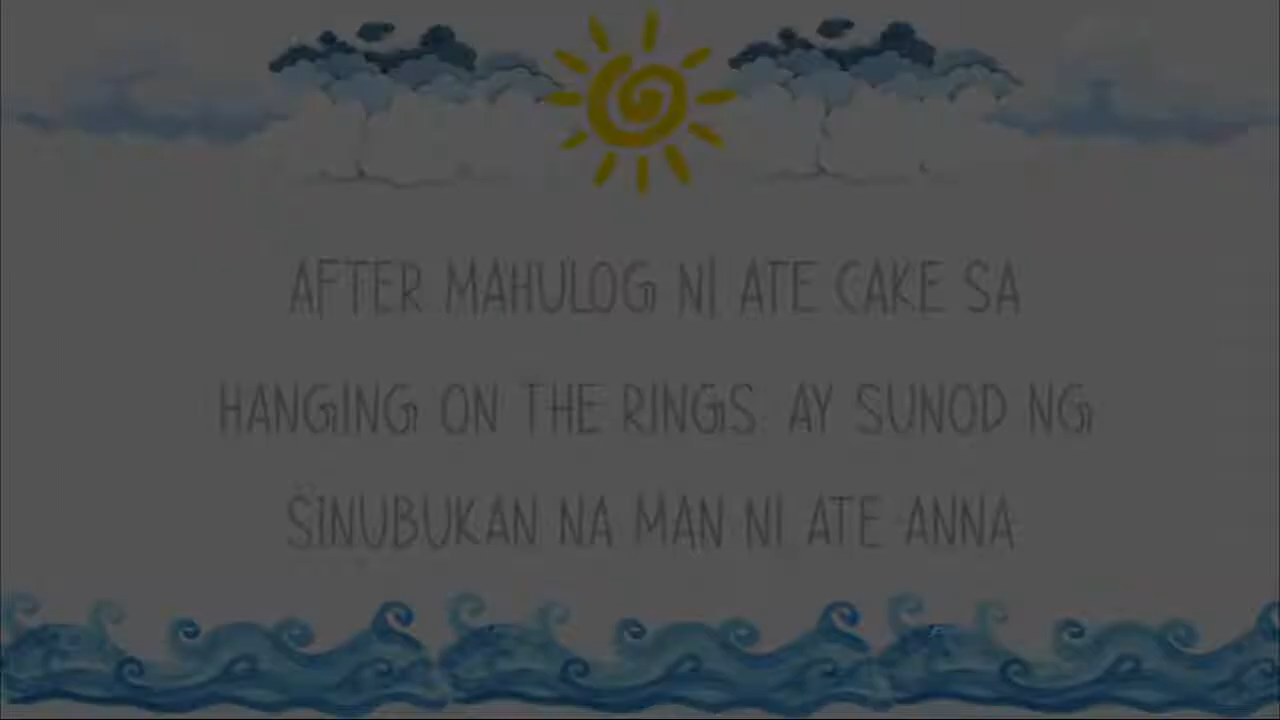 AFTER MAHULOG NI ATE CAKE SA
HANGING ON THE RINGS. AY SUNOD NG
SINUBUKAN NA MAN NI ATE ANNA